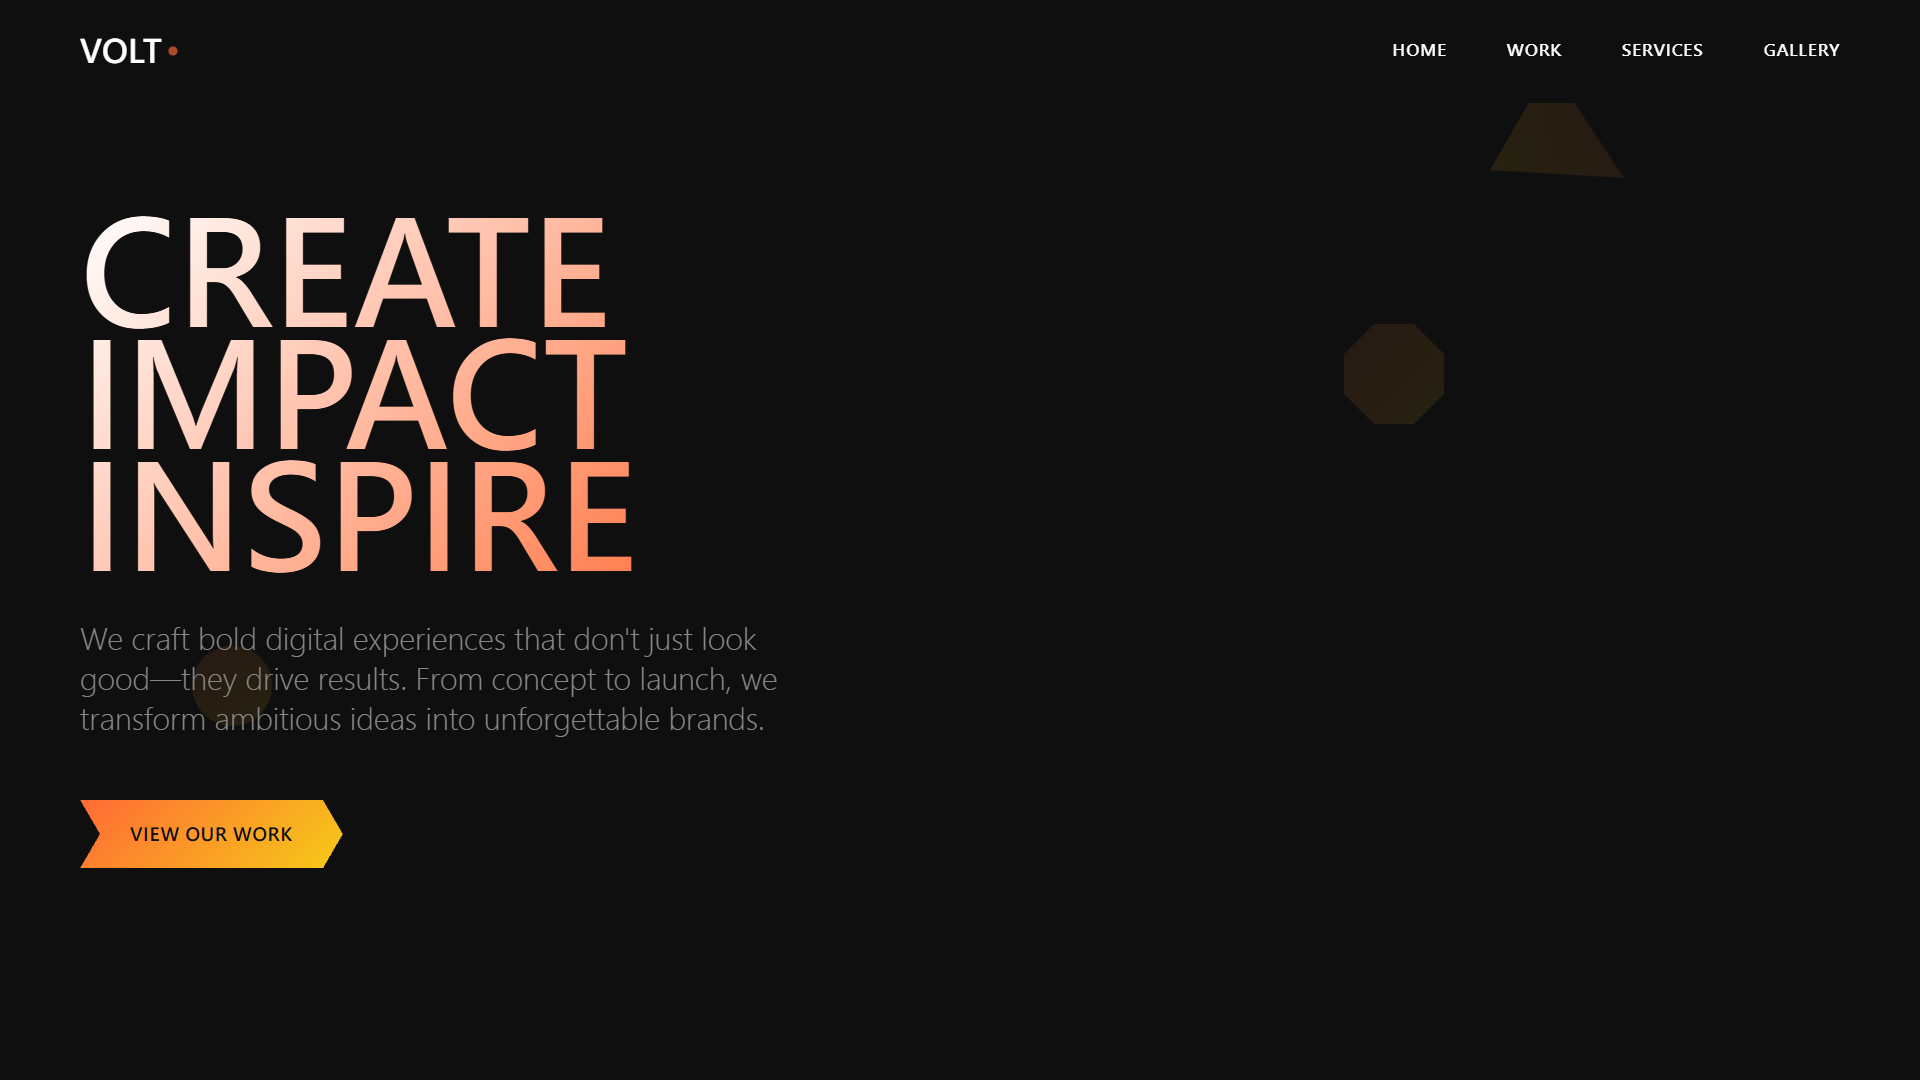 VOLT
HOME WORK SERVICES GALLERY
CREATE
IMPACT
INSPIRE
We craft bold digital experiences that don't just look
good—they drive results. From concept to launch, we
transform ambitious ideas into unforgettable brands.
VIEW OUR WORK